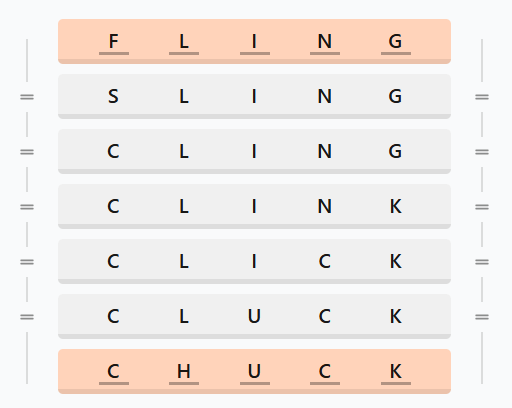 F L I N G
S L I N G
C L I N G
C L I N K
C L I C K
C L U C K
C H U C K